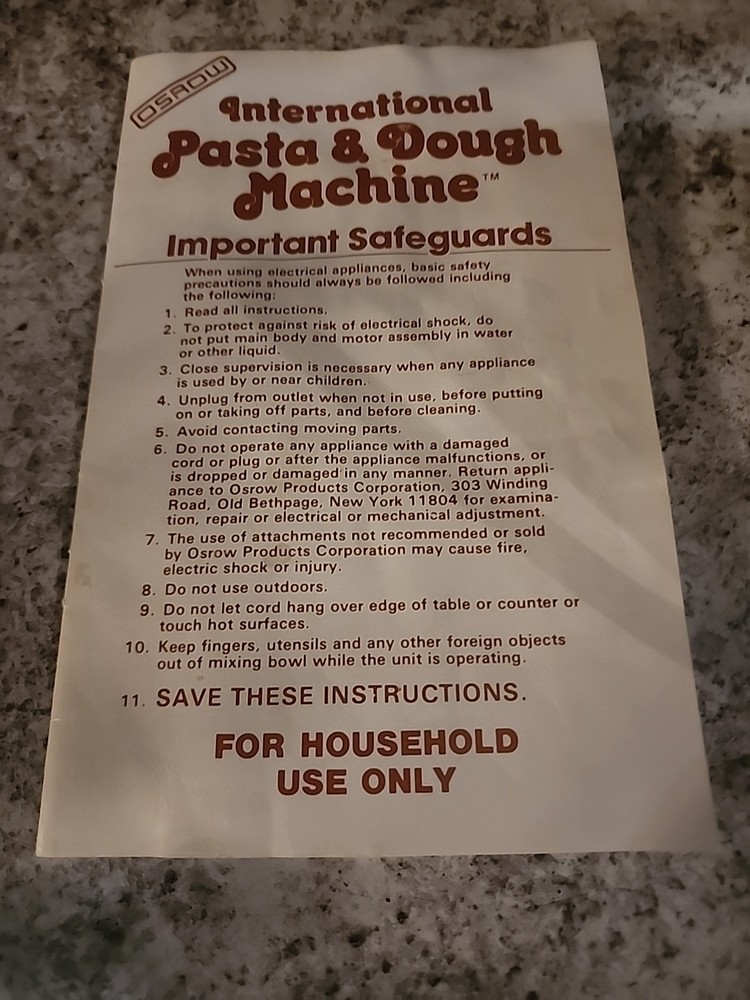 OSROW
International
Pasta & Dough
Machine™
Important Safeguards
When using electrical appliances, basic safety
precautions should always be followed including
the following:
1. Read all instructions.
2. To protect against risk of electrical shock, do
not put main body and motor assembly in water
or other liquid.
3. Close supervision is necessary when any appliance
is used by or near children.
4. Unplug from outlet when not in use, before putting
on or taking off parts, and before cleaning.
5. Avoid contacting moving parts.
6. Do not operate any appliance with a damaged
cord or plug or after the appliance malfunctions, or
is dropped or damaged in any manner. Return appli-
ance to Osrow Products Corporation, 303 Winding
Road, Old Bethpage, New York 11804 for examina-
tion, repair or electrical or mechanical adjustment.
7. The use of attachments not recommended or sold
by Osrow Products Corporation may cause fire,
electric shock or injury.
8. Do not use outdoors.
9. Do not let cord hang over edge of table or counter or
touch hot surfaces.
10. Keep fingers, utensils and any other foreign objects
out of mixing bowl while the unit is operating.
11. SAVE THESE INSTRUCTIONS.
FOR HOUSEHOLD
USE ONLY